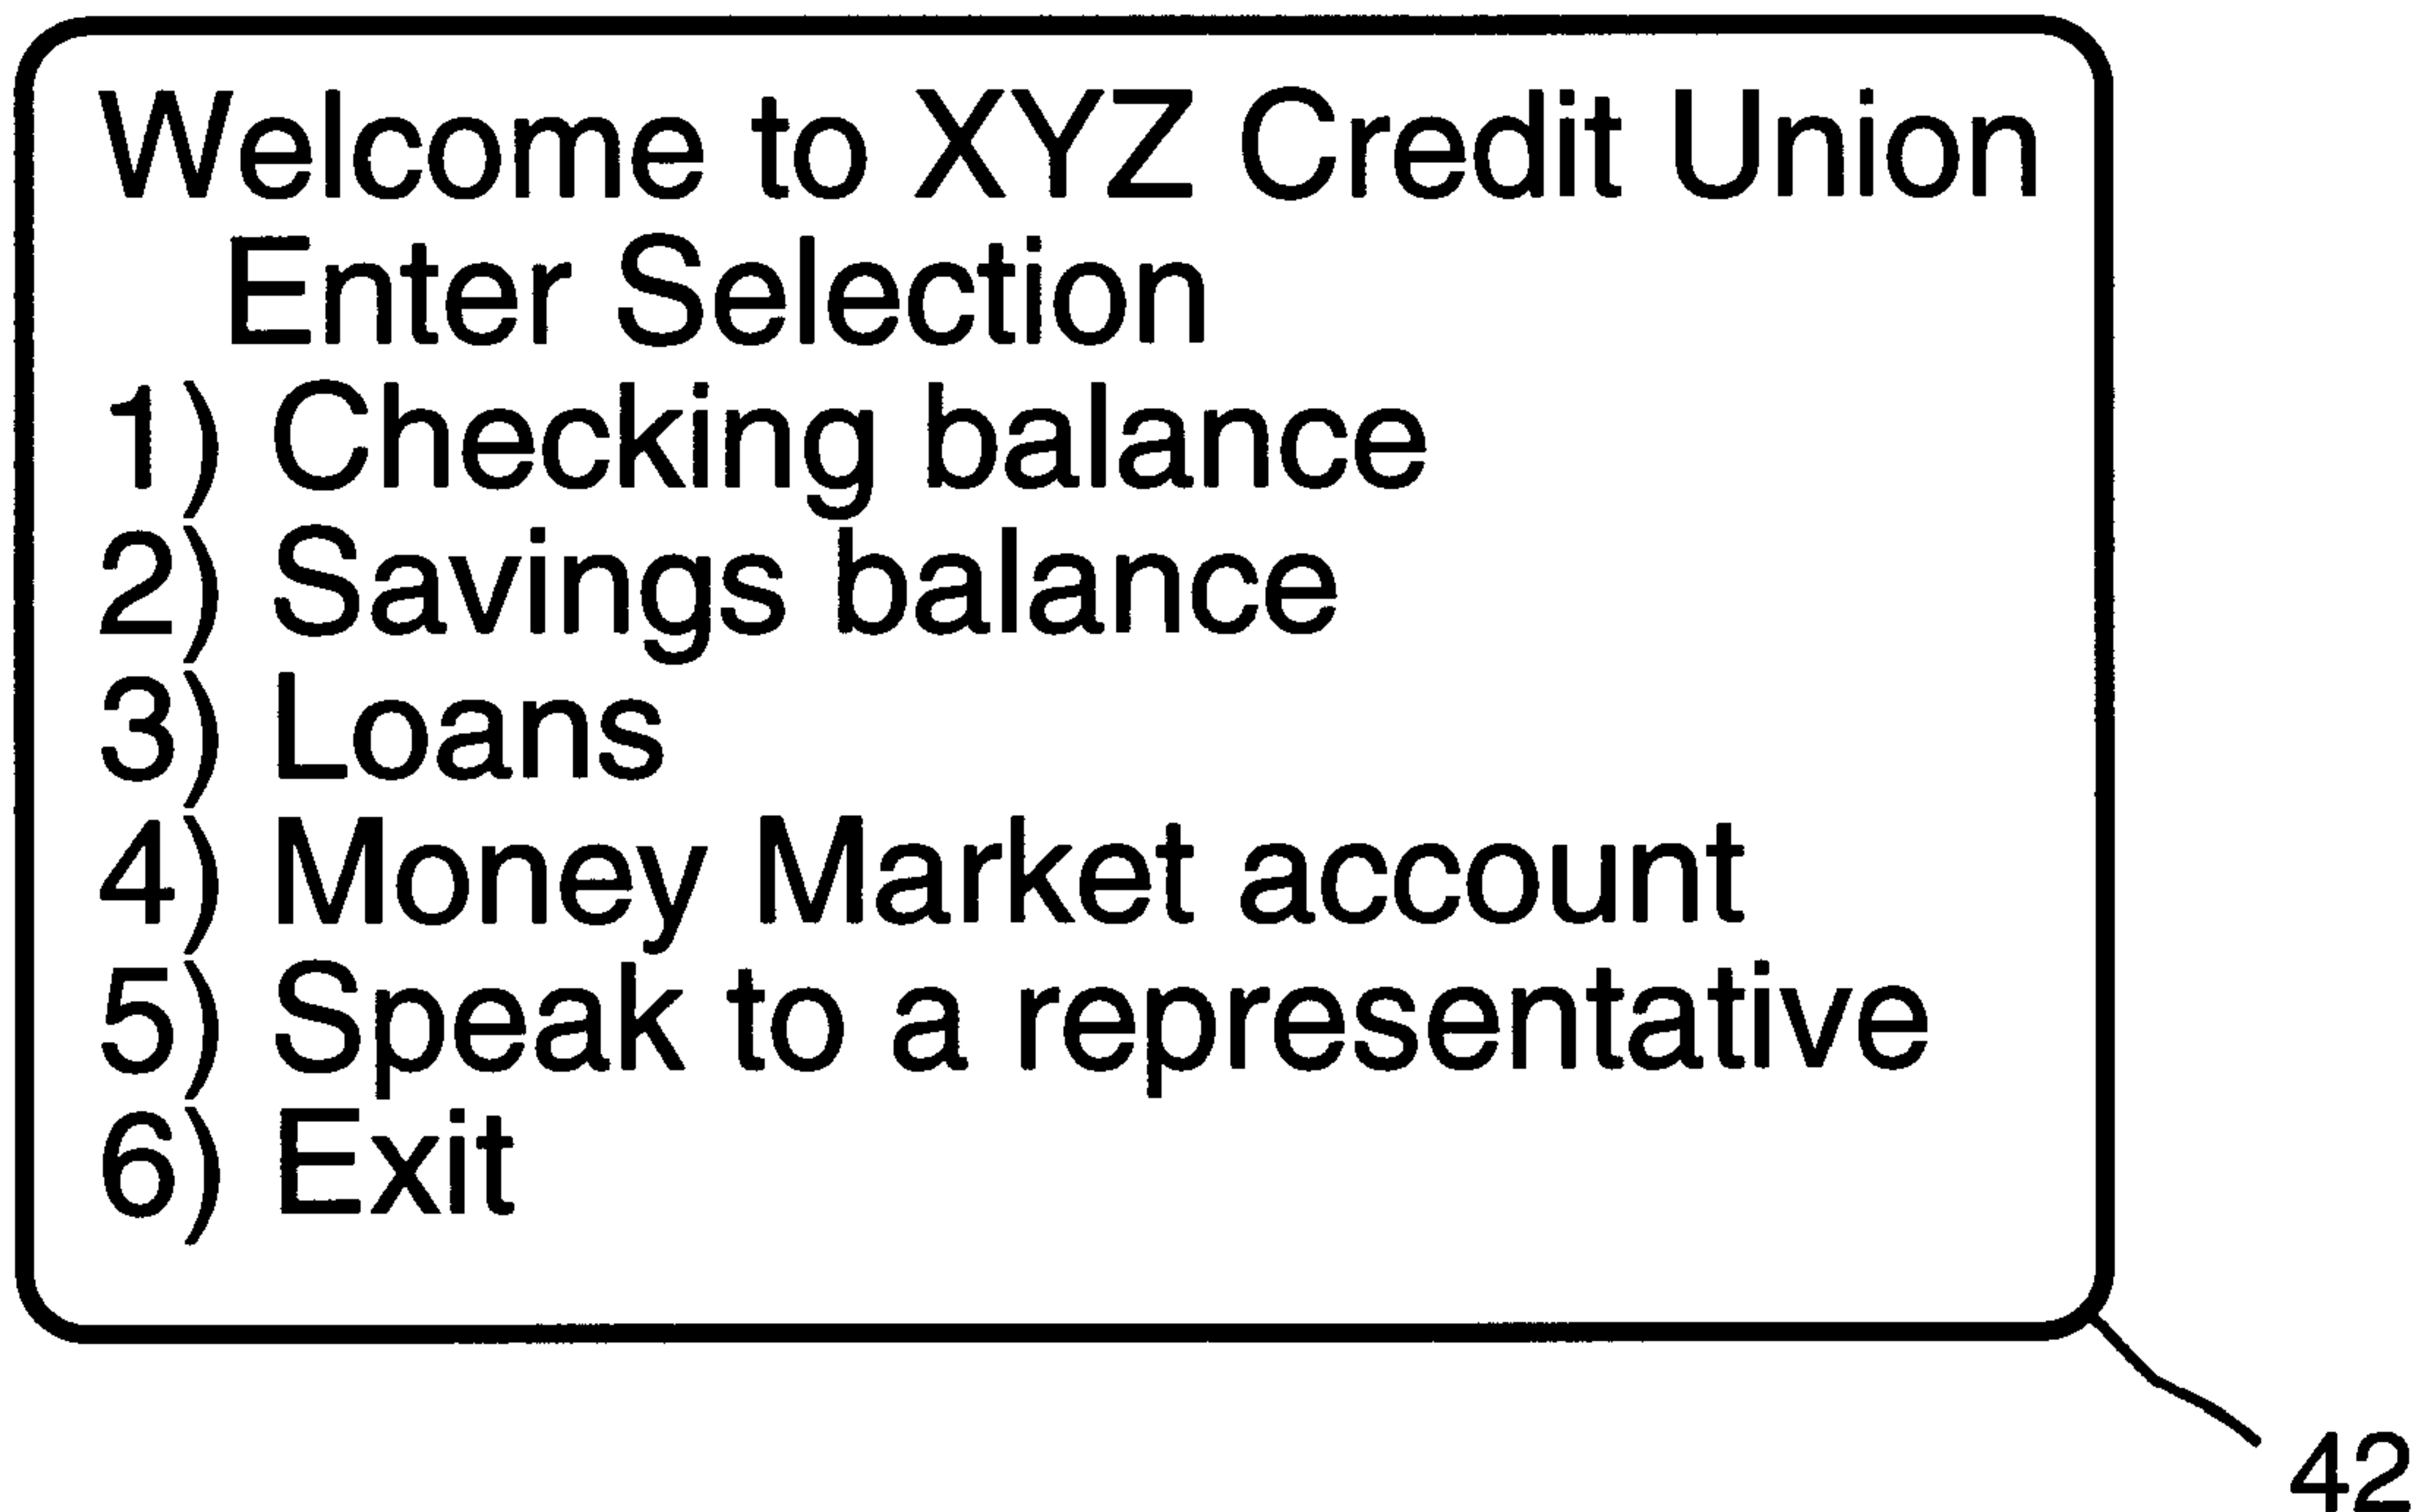 Welcome to XYZ Credit Union
Enter Selection
1) Checking balance
2) Savings balance
3) Loans
4) Money Market account
5) Speak to a representative
6) Exit
42